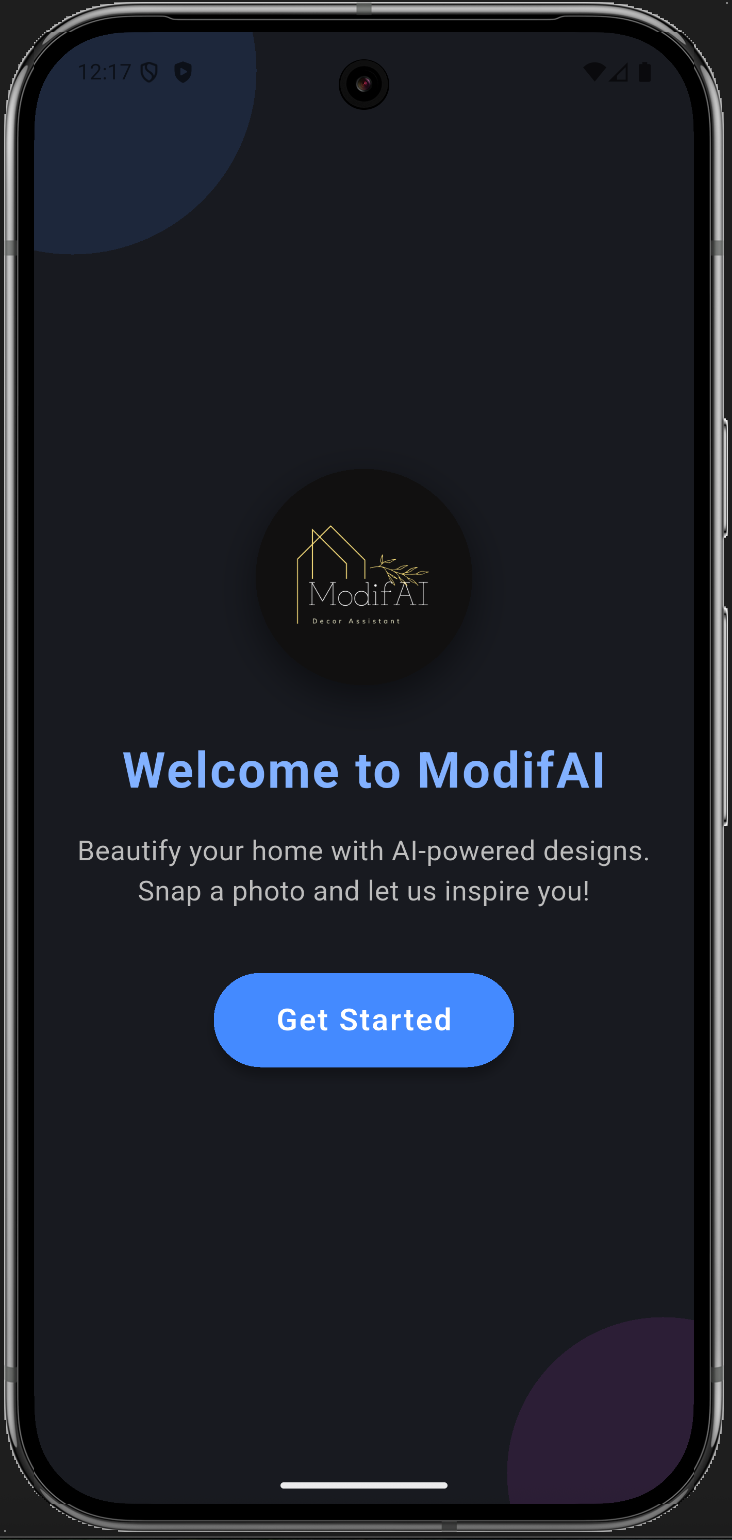 12:17
ModifAI
Decor Assistant
Welcome to ModifAI
Beautify your home with AI-powered designs.
Snap a photo and let us inspire you!
Get Started